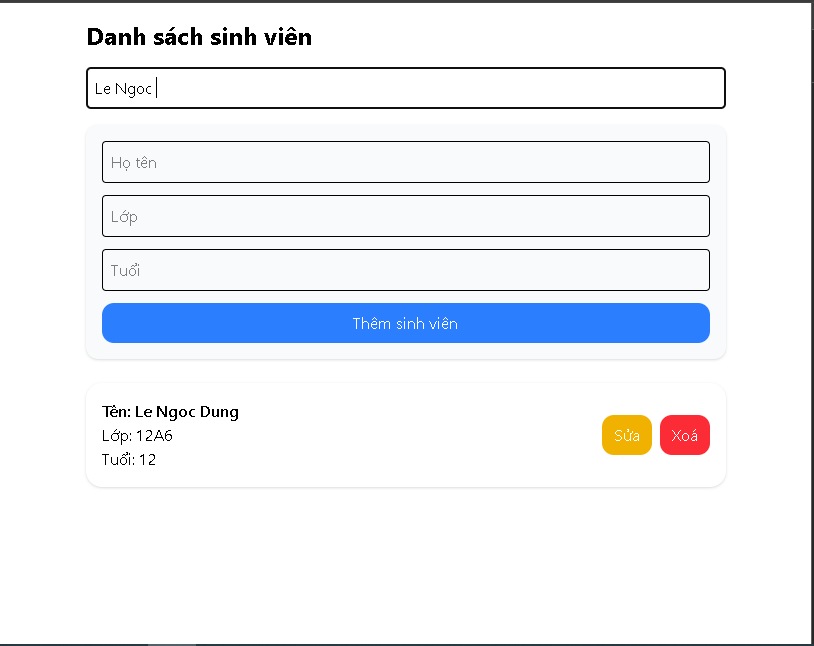 Danh sách sinh viên
Le Ngoc
Họ tên
Lớp
Tuổi
Thêm sinh viên
Tên: Le Ngoc Dung
Lớp: 12A6
Tuổi: 12
Sửa
Xoá